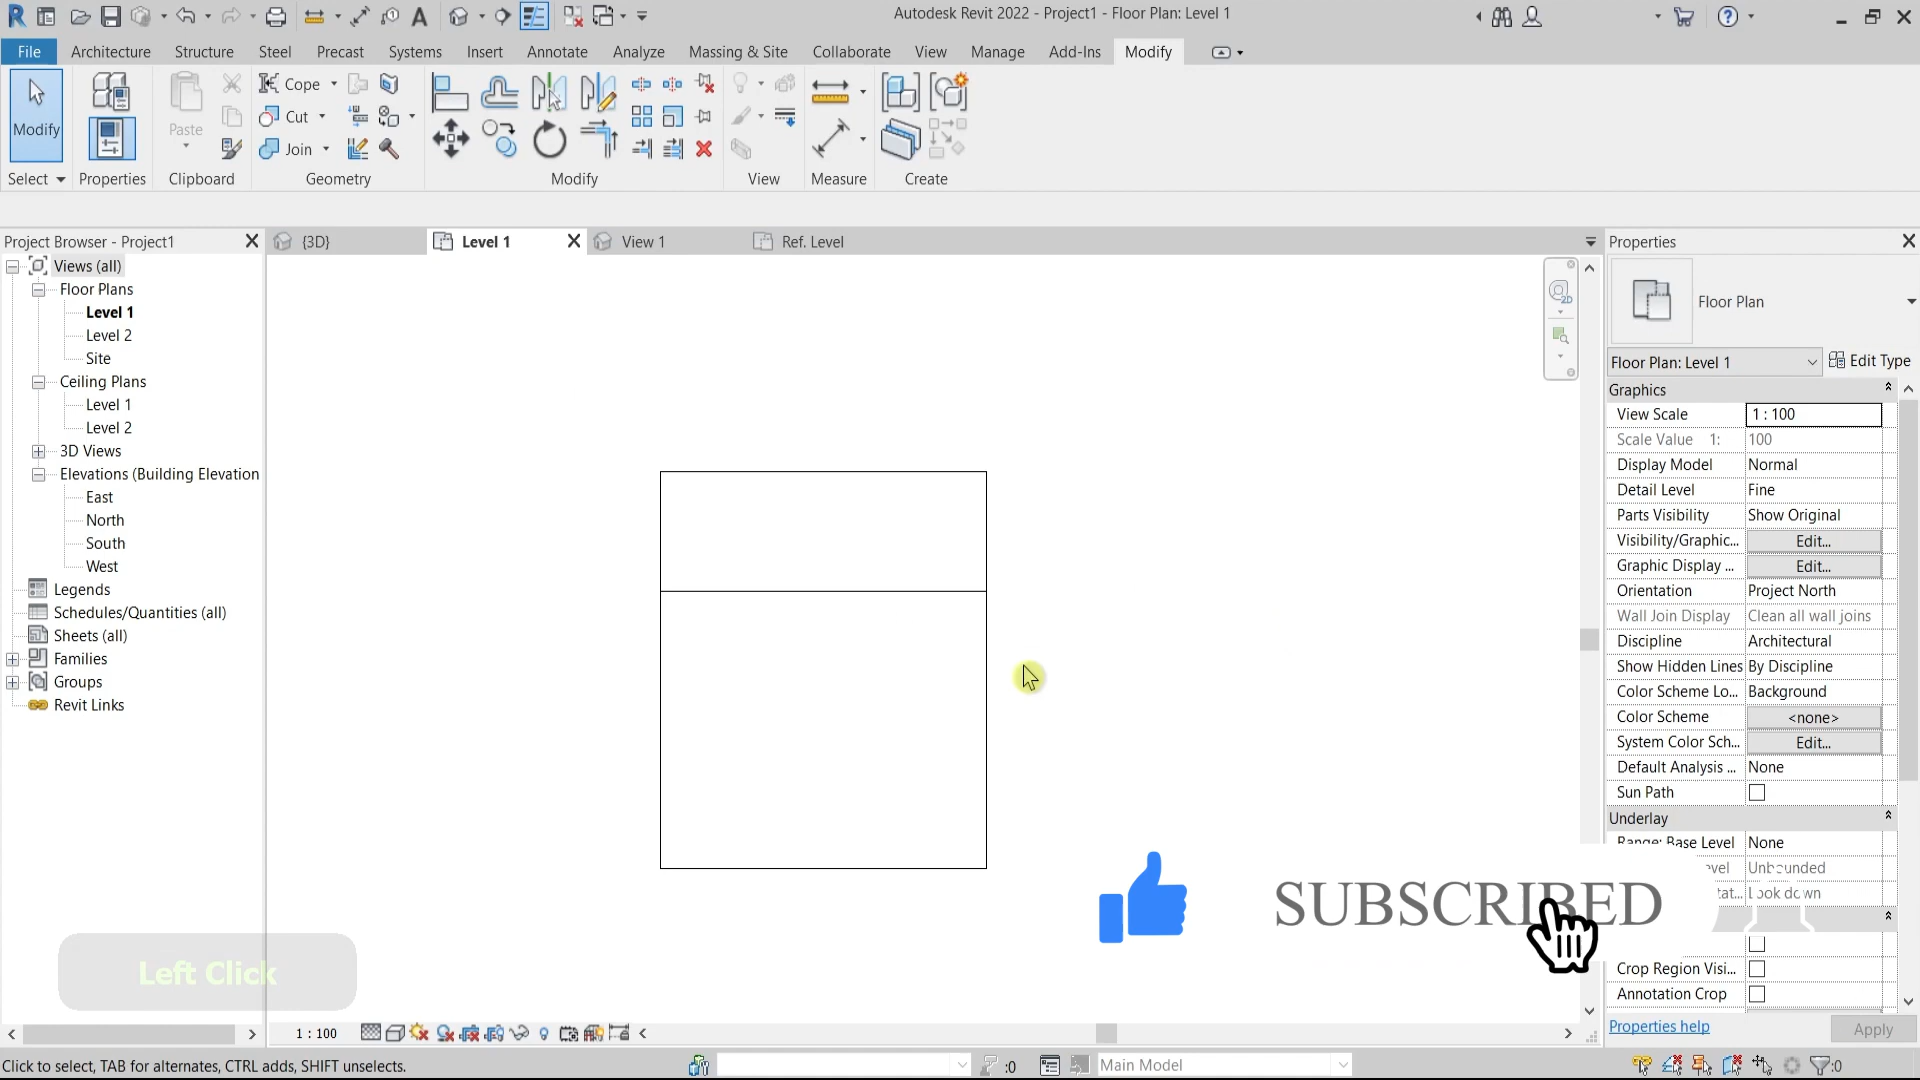 Autodesk Revit 2022 - Project1 - Floor Plan: Level 1
File Architecture Structure Steel Precast Systems Insert Annotate Analyze Massing & Site Collaborate View Manage Add-Ins Modify
Modify
Paste
Cope
Cut
Join
Select Properties Clipboard Geometry Modify View Measure Create
Project Browser - Project1
{3D} Level 1 View 1 Ref. Level
Properties
Views (all)
Floor Plans
Level 1
Level 2
Site
Ceiling Plans
Level 1
Level 2
3D Views
Elevations (Building Elevation
East
North
South
West
Legends
Schedules/Quantities (all)
Sheets (all)
Families
Groups
Revit Links
2D
Floor Plan
Floor Plan: Level 1 Edit Type
Graphics
View Scale 1 : 100
Scale Value 1: 100
Display Model Normal
Detail Level Fine
Parts Visibility Show Original
Visibility/Graphic... Edit...
Graphic Display ... Edit...
Orientation Project North
Wall Join Display Clean all wall joins
Discipline Architectural
Show Hidden Lines By Discipline
Color Scheme Lo... Background
Color Scheme <none>
System Color Sch... Edit...
Default Analysis ... None
Sun Path
Underlay
Range: Base Level None
Unbounded
Look down
Crop Region Visi...
Annotation Crop
Properties help Apply
SUBSCRIBED
Left Click
1 : 100
Click to select, TAB for alternates, CTRL adds, SHIFT unselects.
:0
Main Model
:0